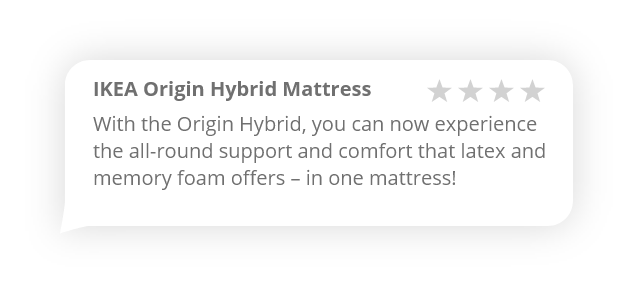 IKEA Origin Hybrid Mattress
With the Origin Hybrid, you can now experience
the all-round support and comfort that latex and
memory foam offers – in one mattress!